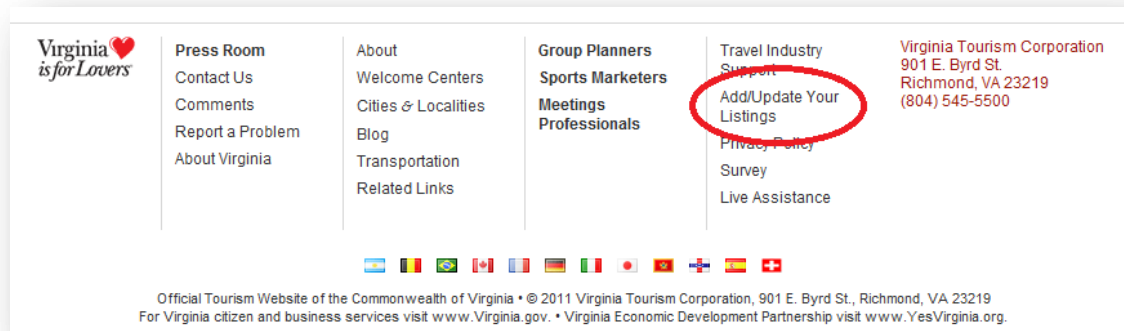 Virginia
is for Lovers
Press Room
Contact Us
Comments
Report a Problem
About Virginia
About
Welcome Centers
Cities & Localities
Blog
Transportation
Related Links
Group Planners
Sports Marketers
Meetings
Professionals
Travel Industry
Support
Add/Update Your
Listings
Privacy Policy
Survey
Live Assistance
Virginia Tourism Corporation
901 E. Byrd St.
Richmond, VA 23219
(804) 545-5500
Official Tourism Website of the Commonwealth of Virginia • © 2011 Virginia Tourism Corporation, 901 E. Byrd St., Richmond, VA 23219
For Virginia citizen and business services visit www.Virginia.gov. • Virginia Economic Development Partnership visit www.YesVirginia.org.